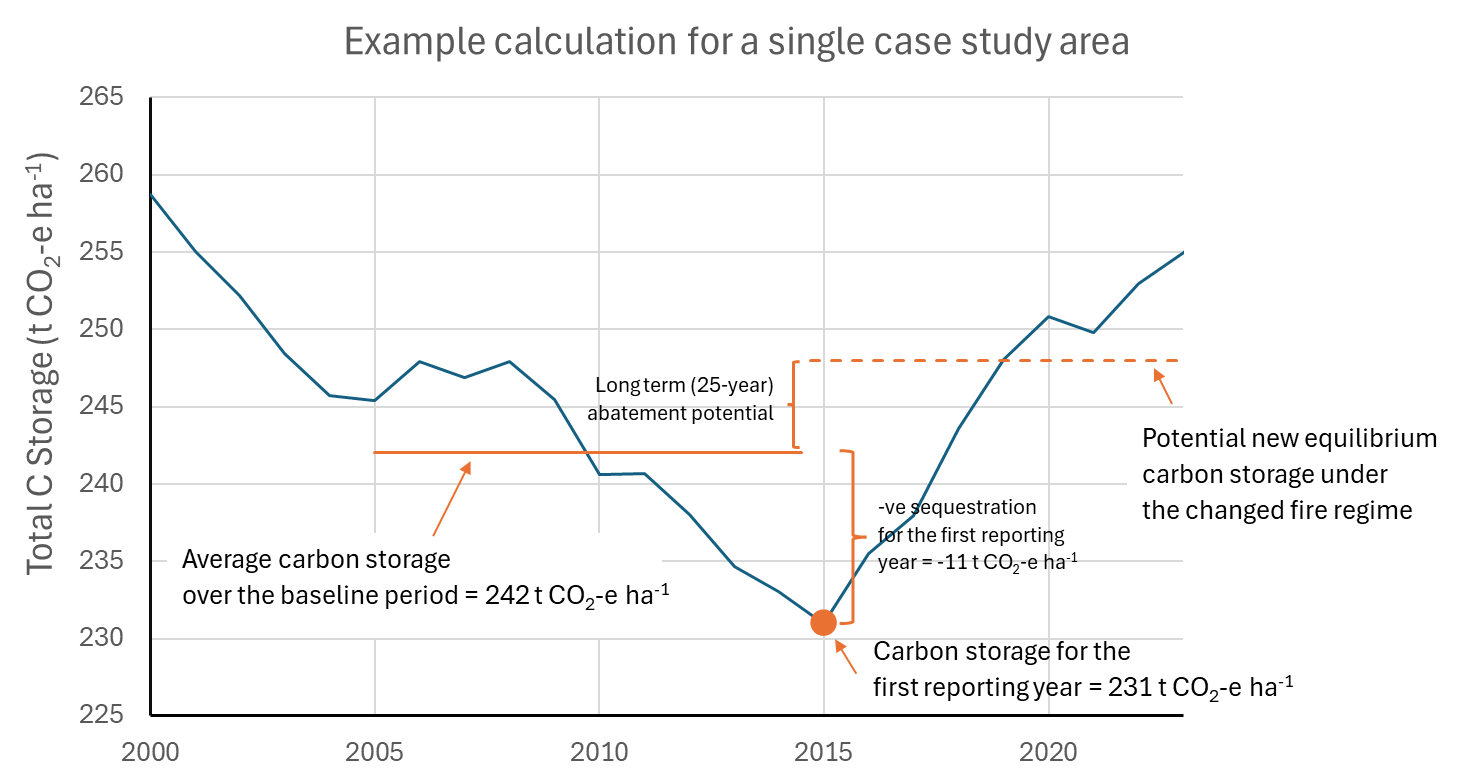 Example calculation for a single case study area
Total C Storage (t CO₂-e ha⁻¹)
265
260
255
250
245
240
235
230
225
2000
2005
2010
2015
2020
Long term (25-year)
abatement potential
Potential new equilibrium
carbon storage under
the changed fire regime
-ve sequestration
for the first reporting
year = -11 t CO₂-e ha⁻¹
Average carbon storage
over the baseline period = 242 t CO₂-e ha⁻¹
Carbon storage for the
first reporting year = 231 t CO₂-e ha⁻¹